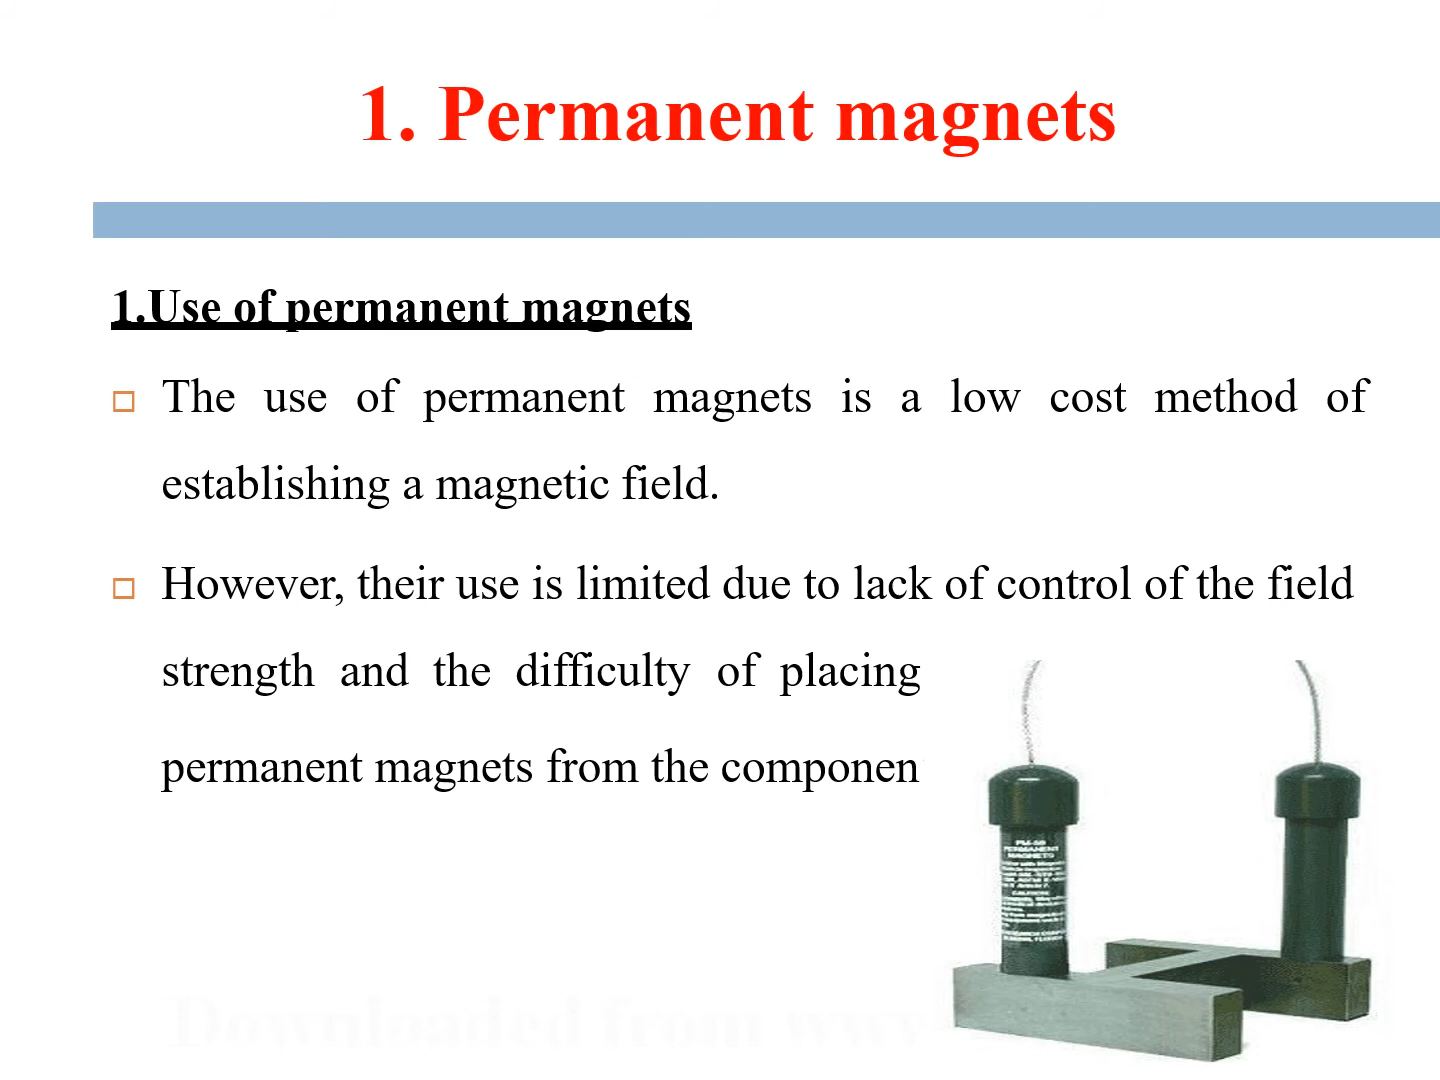 1. Permanent magnets
1.Use of permanent magnets
The use of permanent magnets is a low cost method of
establishing a magnetic field.
However, their use is limited due to lack of control of the field
strength and the difficulty of placing
permanent magnets from the componen
PERMANENT
MAGNETS
Downloaded from www